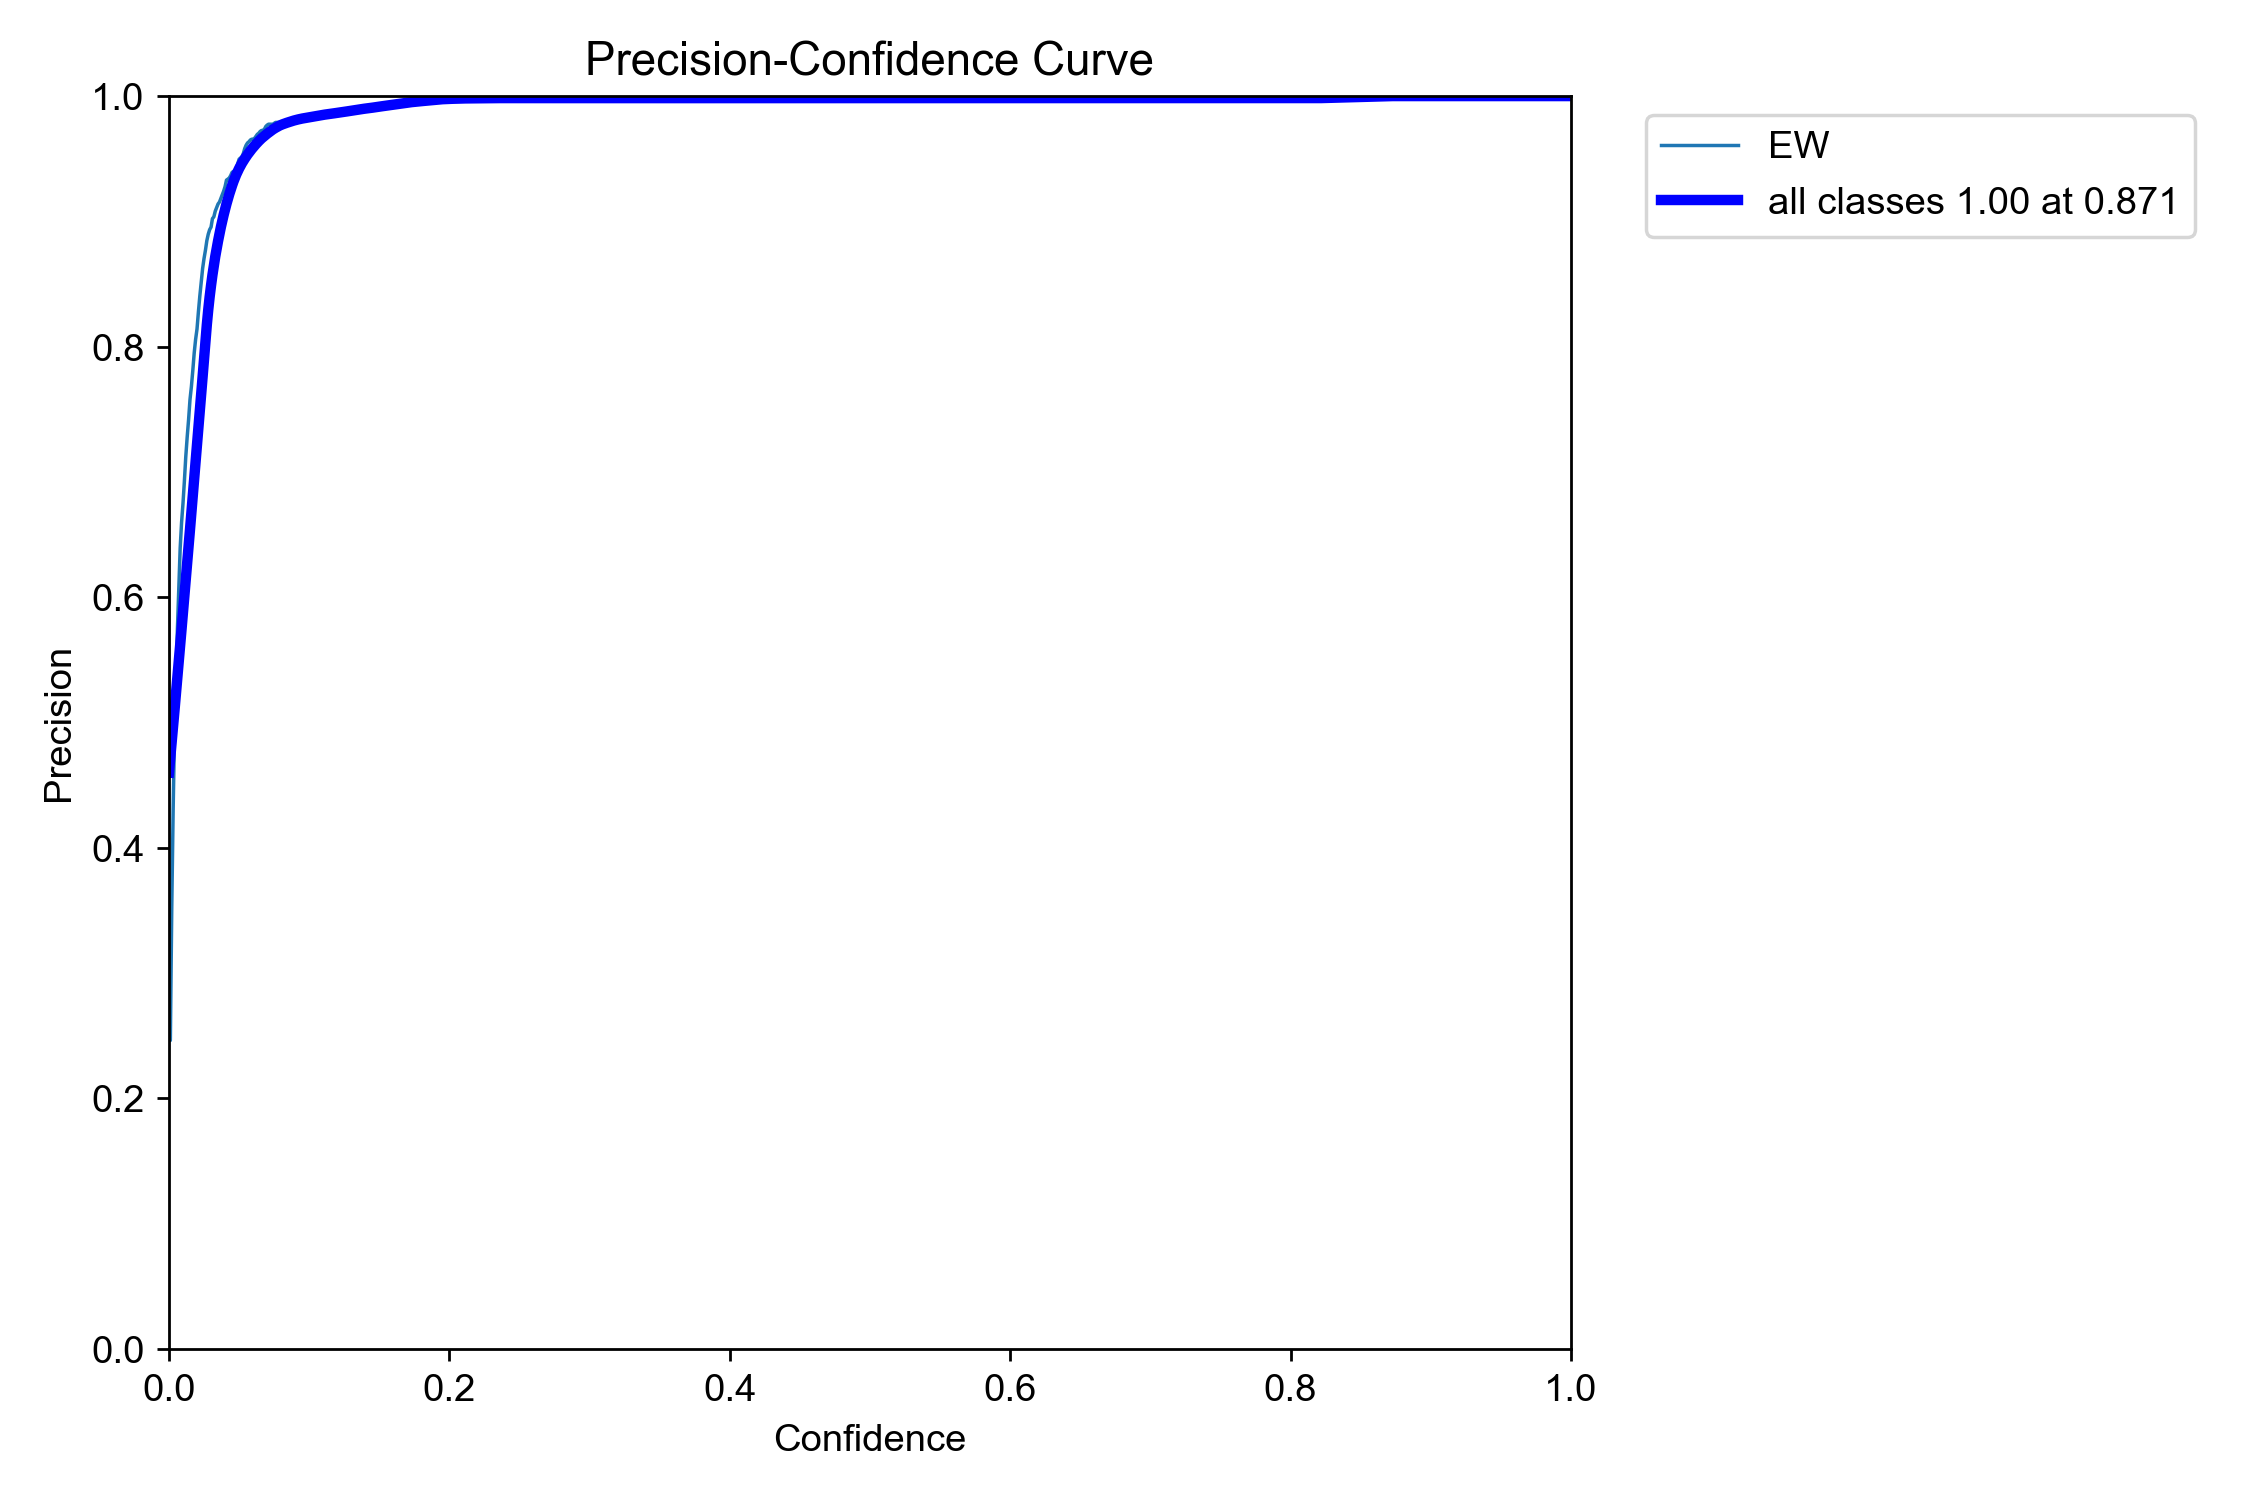 Precision-Confidence Curve
EW
all classes 1.00 at 0.871
1.0
0.8
0.6
0.4
0.2
0.0
Precision
0.0 0.2 0.4 0.6 0.8 1.0
Confidence